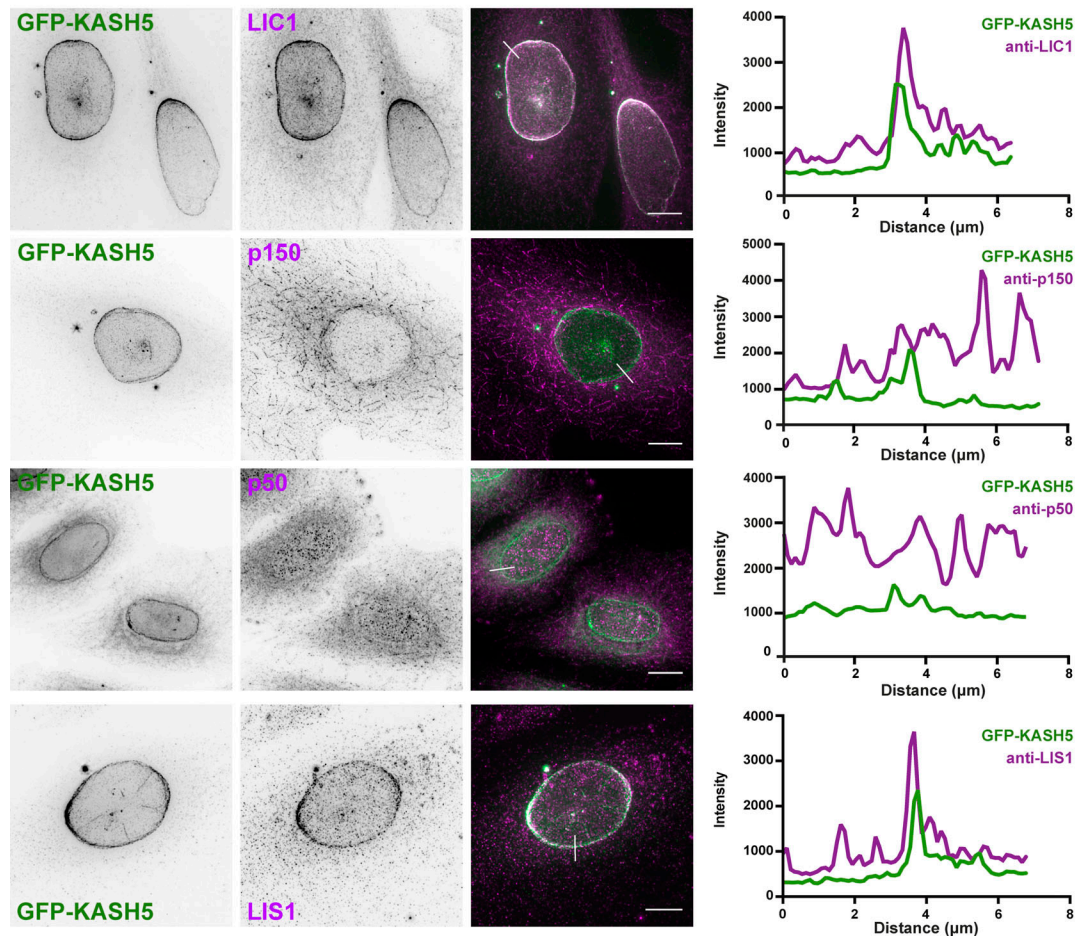 GFP-KASH5 LIC1
GFP-KASH5
anti-LIC1
4000
3000
2000
1000
0
Intensity
0 2 4 6 8
Distance (µm)
GFP-KASH5 p150
GFP-KASH5
anti-p150
5000
4000
3000
2000
1000
0
Intensity
0 2 4 6 8
Distance (µm)
GFP-KASH5 p50
GFP-KASH5
anti-p50
4000
3000
2000
1000
0
Intensity
0 2 4 6 8
Distance (µm)
GFP-KASH5 LIS1
GFP-KASH5
anti-LIS1
4000
3000
2000
1000
0
Intensity
0 2 4 6 8
Distance (µm)